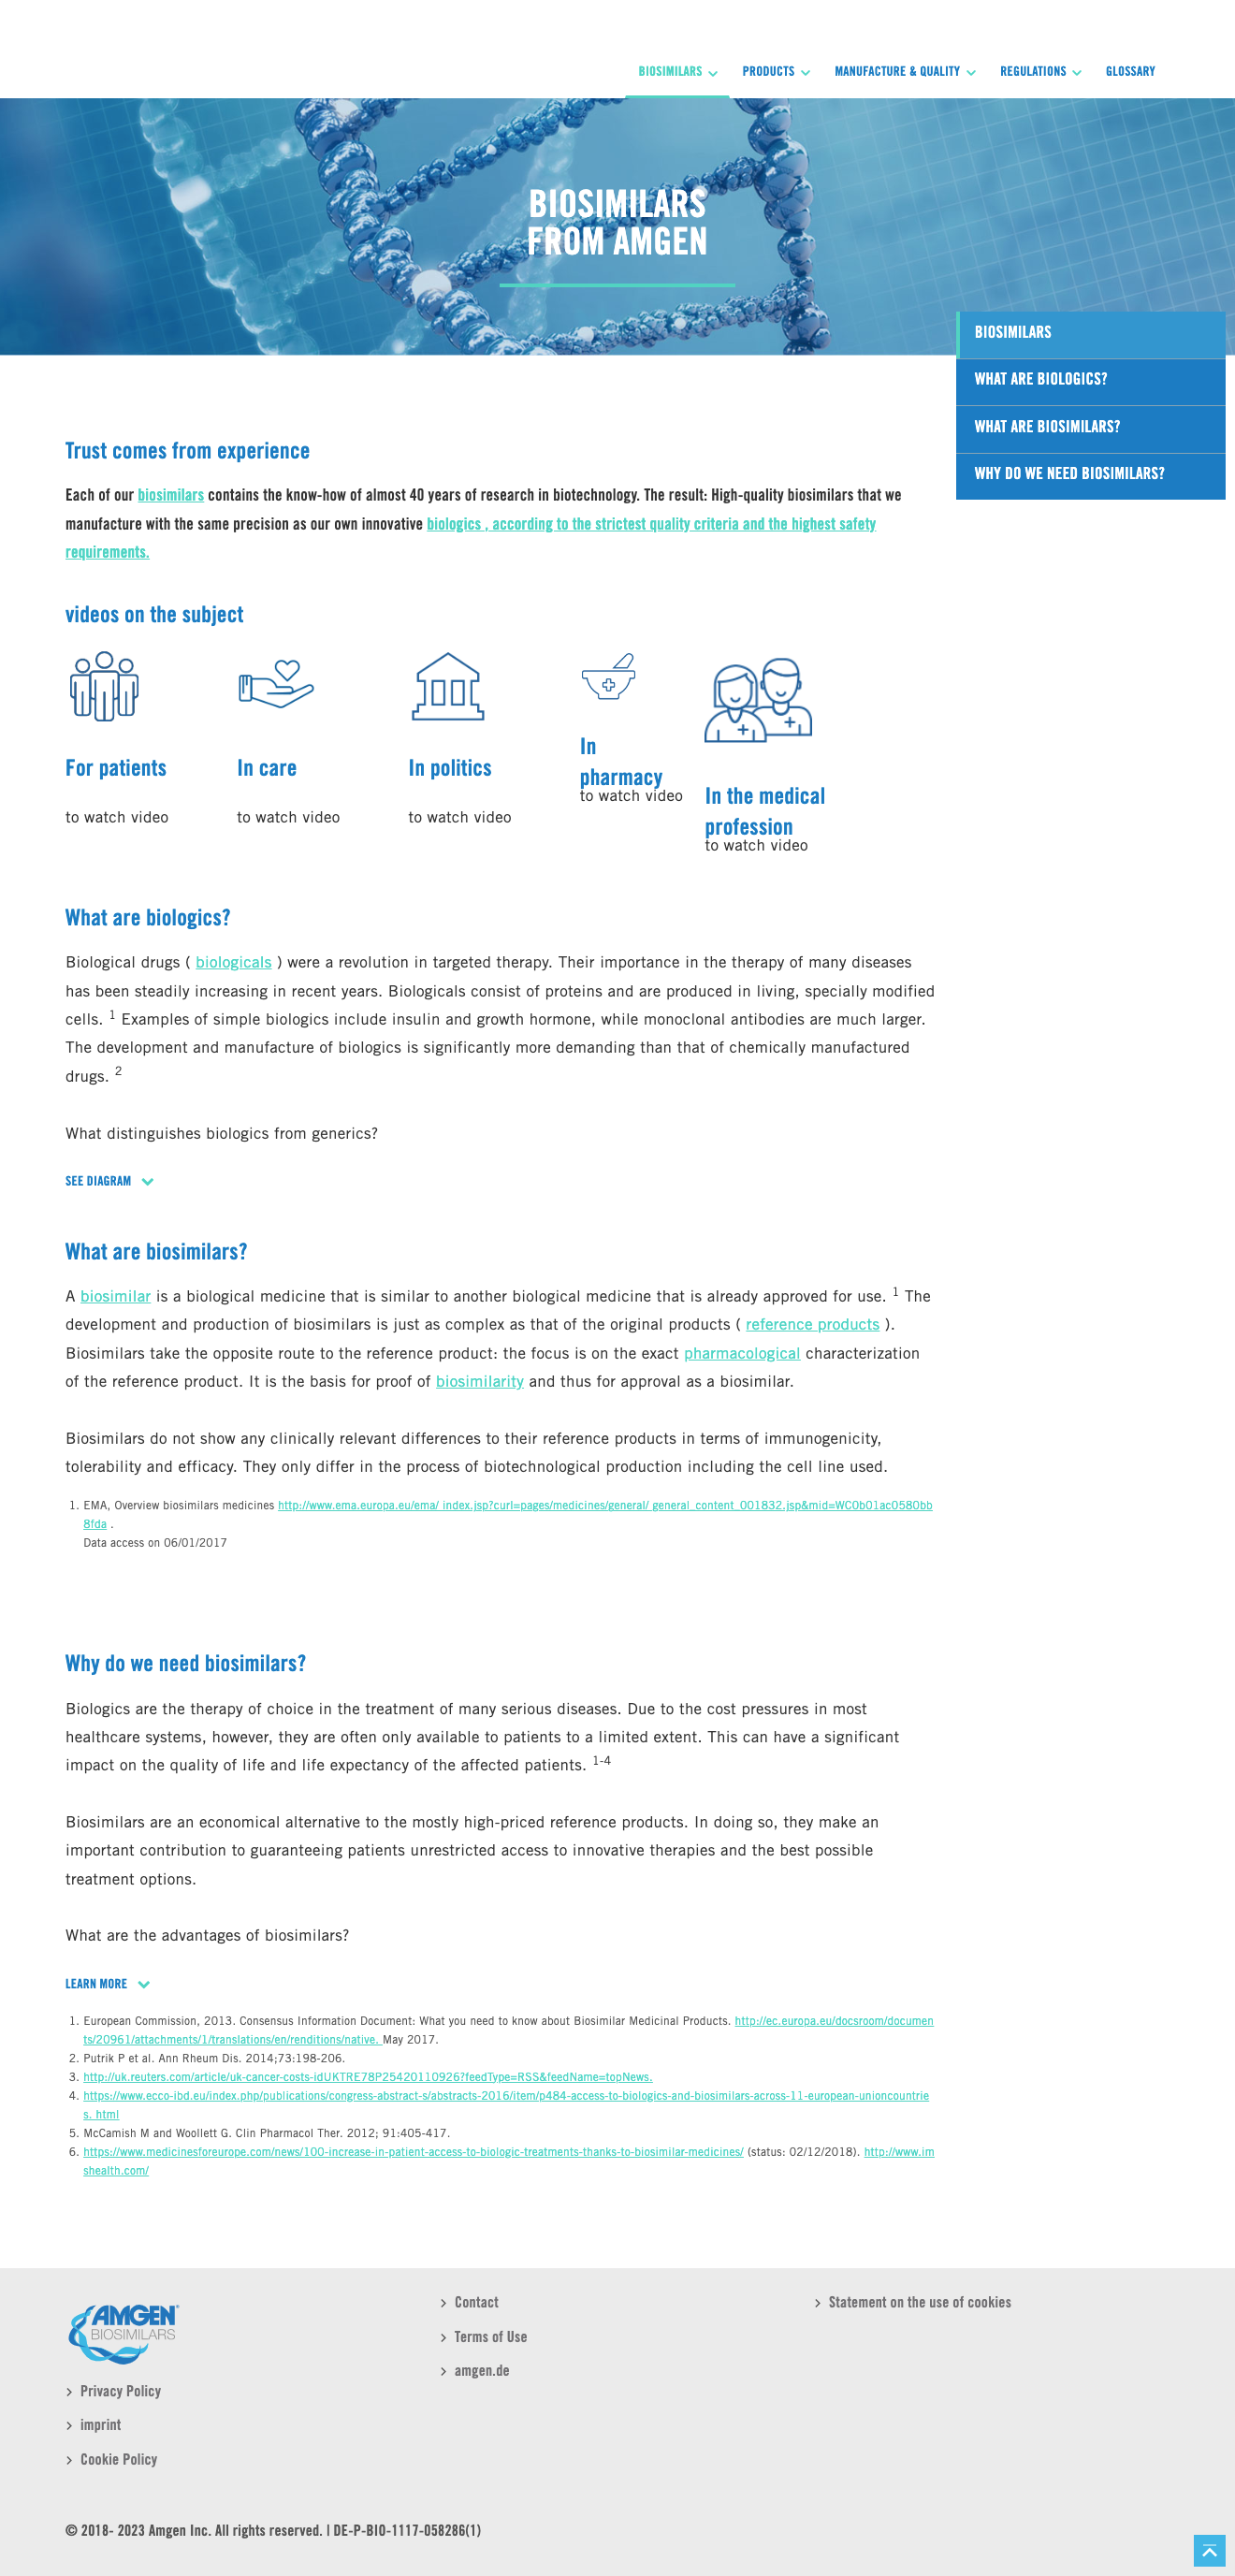 BIOSIMILARS PRODUCTS MANUFACTURE & QUALITY REGULATIONS GLOSSARY
BIOSIMILARS
FROM AMGEN
BIOSIMILARS
WHAT ARE BIOLOGICS?
WHAT ARE BIOSIMILARS?
WHY DO WE NEED BIOSIMILARS?
Trust comes from experience
Each of our biosimilars contains the know-how of almost 40 years of research in biotechnology. The result: High-quality biosimilars that we
manufacture with the same precision as our own innovative biologics , according to the strictest quality criteria and the highest safety
requirements.
videos on the subject
For patients
to watch video
In care
to watch video
In politics
to watch video
In
pharmacy
to watch video
In the medical
profession
to watch video
What are biologics?
Biological drugs ( biologicals ) were a revolution in targeted therapy. Their importance in the therapy of many diseases
has been steadily increasing in recent years. Biologicals consist of proteins and are produced in living, specially modified
cells. 1 Examples of simple biologics include insulin and growth hormone, while monoclonal antibodies are much larger.
The development and manufacture of biologics is significantly more demanding than that of chemically manufactured
drugs. 2
What distinguishes biologics from generics?
SEE DIAGRAM
What are biosimilars?
A biosimilar is a biological medicine that is similar to another biological medicine that is already approved for use. 1 The
development and production of biosimilars is just as complex as that of the original products ( reference products ).
Biosimilars take the opposite route to the reference product: the focus is on the exact pharmacological characterization
of the reference product. It is the basis for proof of biosimilarity and thus for approval as a biosimilar.
Biosimilars do not show any clinically relevant differences to their reference products in terms of immunogenicity,
tolerability and efficacy. They only differ in the process of biotechnological production including the cell line used.
1. EMA, Overview biosimilars medicines http://www.ema.europa.eu/ema/ index.jsp?curl=pages/medicines/general/ general_content_001832.jsp&mid=WC0b01ac0580bb
8fda .
Data access on 06/01/2017
Why do we need biosimilars?
Biologics are the therapy of choice in the treatment of many serious diseases. Due to the cost pressures in most
healthcare systems, however, they are often only available to patients to a limited extent. This can have a significant
impact on the quality of life and life expectancy of the affected patients. 1-4
Biosimilars are an economical alternative to the mostly high-priced reference products. In doing so, they make an
important contribution to guaranteeing patients unrestricted access to innovative therapies and the best possible
treatment options.
What are the advantages of biosimilars?
LEARN MORE
1. European Commission, 2013. Consensus Information Document: What you need to know about Biosimilar Medicinal Products. http://ec.europa.eu/docsroom/documen
ts/20961/attachments/1/translations/en/renditions/native. May 2017.
2. Putrik P et al. Ann Rheum Dis. 2014;73:198-206.
3. http://uk.reuters.com/article/uk-cancer-costs-idUKTRE78P25420110926?feedType=RSS&feedName=topNews.
4. https://www.ecco-ibd.eu/index.php/publications/congress-abstract-s/abstracts-2016/item/p484-access-to-biologics-and-biosimilars-across-11-european-unioncountrie
s. html
5. McCamish M and Woollett G. Clin Pharmacol Ther. 2012; 91:405-417.
6. https://www.medicinesforeurope.com/news/100-increase-in-patient-access-to-biologic-treatments-thanks-to-biosimilar-medicines/ (status: 02/12/2018). http://www.im
shealth.com/
AMGEN®
BIOSIMILARS
Privacy Policy
imprint
Cookie Policy
Contact
Terms of Use
amgen.de
Statement on the use of cookies
© 2018- 2023 Amgen Inc. All rights reserved. | DE-P-BIO-1117-058286(1)